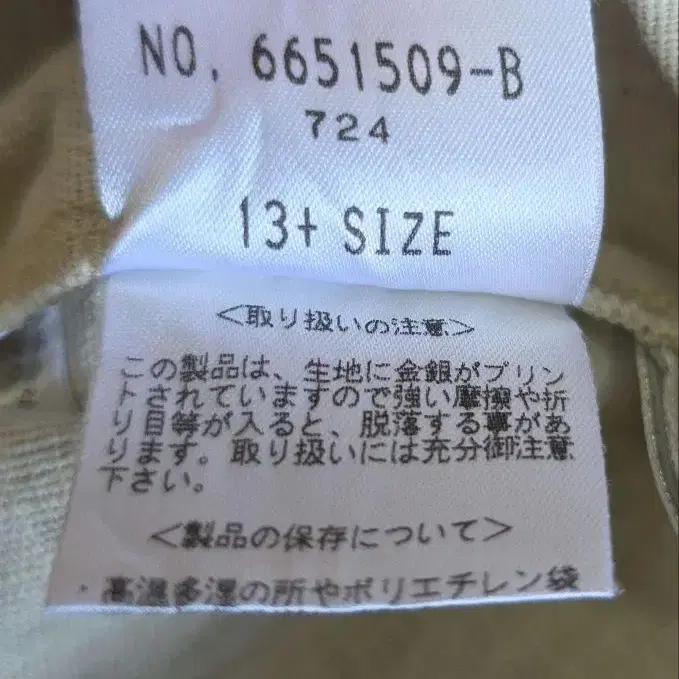 NO. 6651509-B
724
13+ SIZE
<取り扱いの注意>
この製品は、生地に金銀がプリン
トされていますので強い摩擦や折
り目等が入ると、脱落する事があ
ります。取り扱いには充分御注意
下さい。
<製品の保存について>
・高温多湿の所やポリエチレン袋